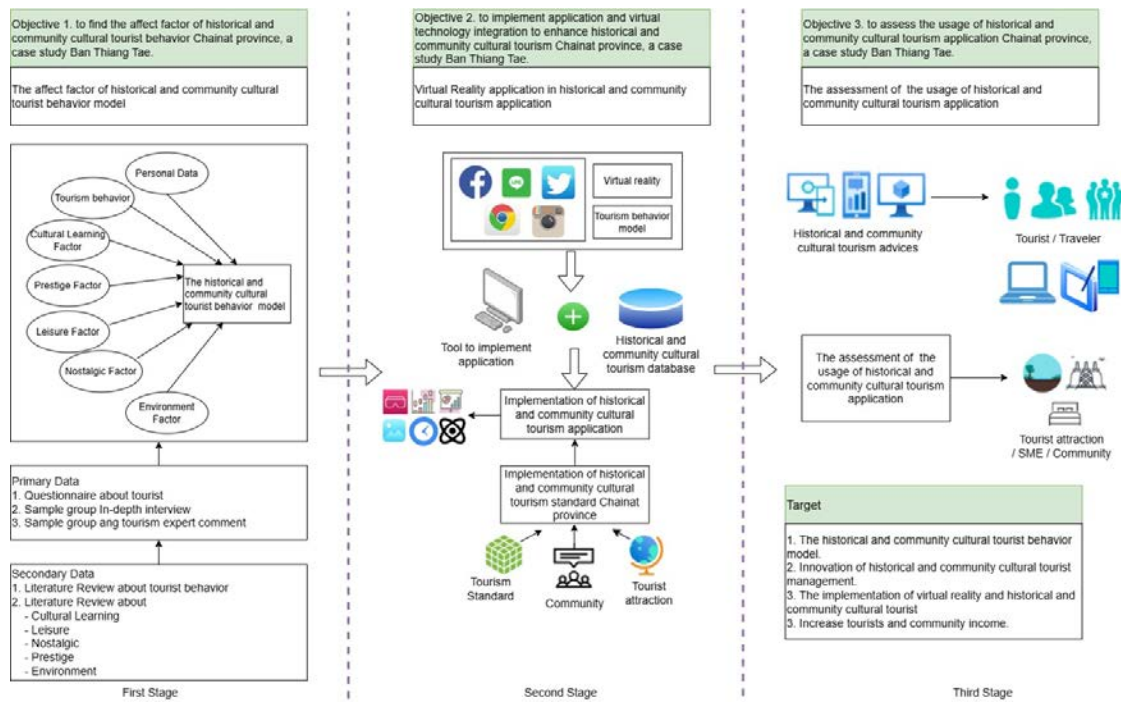 Objective 1. to find the affect factor of historical and
community cultural tourist behavior Chainat province, a
case study Ban Thiang Tae.
The affect factor of historical and community cultural
tourist behavior model
Personal Data
Tourism behavior
Cultural Learning
Factor
Prestige Factor
Leisure Factor
Nostalgic Factor
Environment
Factor
The historical and
community cultural
tourist behavior model
Primary Data
1. Questionnaire about tourist
2. Sample group In-depth interview
3. Sample group ang tourism expert comment
Secondary Data
1. Literature Review about tourist behavior
2. Literature Review about
- Cultural Learning
- Leisure
- Nostalgic
- Prestige
- Environment
First Stage
Objective 2. to implement application and virtual
technology integration to enhance historical and
community cultural tourism Chainat province, a
case study Ban Thiang Tae.
Virtual Reality application in historical and community
cultural tourism application
LINE
Virtual reality
Tourism behavior
model
Tool to implement
application
Historical and
community cultural
tourism database
Implementation of historical
and community cultural
tourism application
Implementation of historical
and community cultural
tourism standard Chainat
province
Tourism
Standard
Community
Tourist
attraction
Second Stage
Objective 3. to assess the usage of historical and
community cultural tourism application Chainat province,
a case study Ban Thiang Tae.
The assessment of the usage of historical and
community cultural tourism application
Historical and community
cultural tourism advices
Tourist / Traveler
The assessment of the
usage of historical and
community cultural tourism
application
Tourist attraction
/ SME / Community
Target
1. The historical and community cultural tourist behavior
model.
2. Innovation of historical and community cultural tourist
management.
3. The implementation of virtual reality and historical and
community cultural tourist
3. Increase tourists and community income.
Third Stage